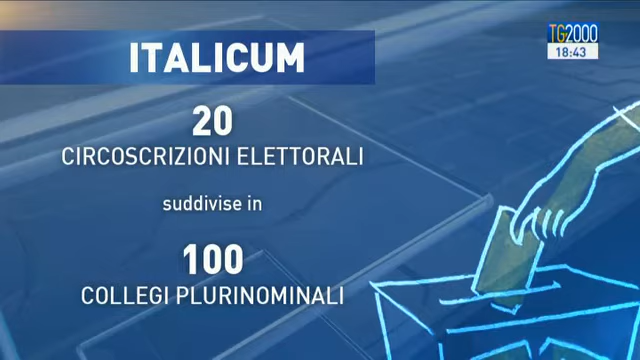 TG2000
18:43
ITALICUM
20
CIRCOSCRIZIONI ELETTORALI
suddivise in
100
COLLEGI PLURINOMINALI